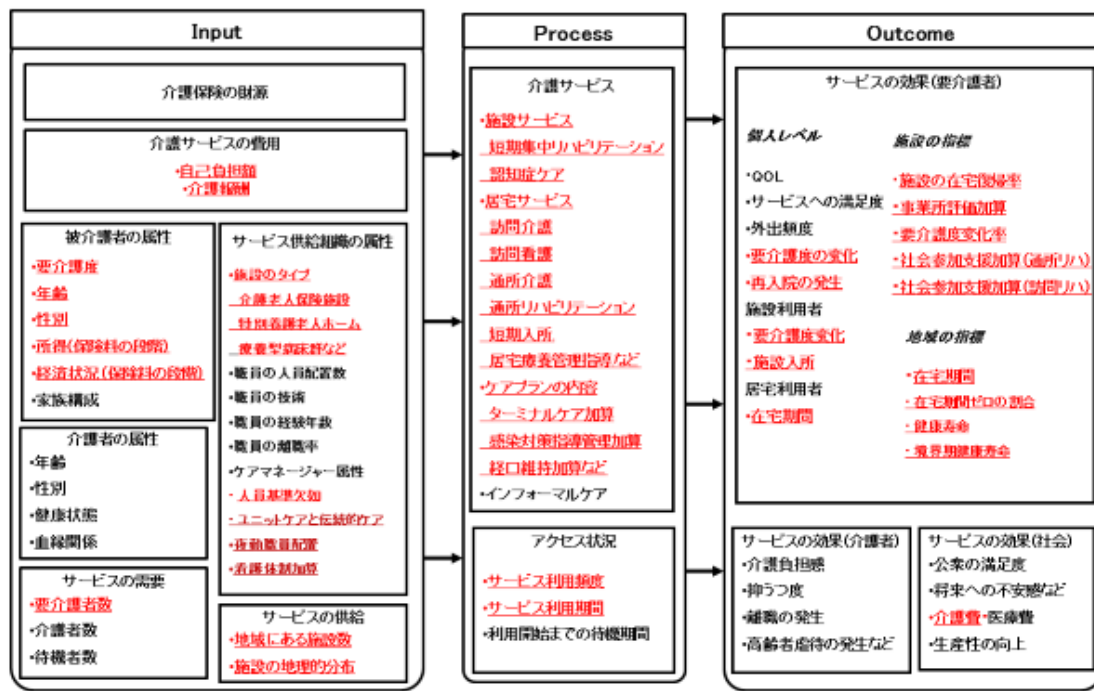 Input
介護保険の財源
介護サービスの費用
・自己負担額
・介護報酬
被介護者の属性
・要介護度
・年齢
・性別
・所得(保険料の段階)
・経済状況(保険料の段階)
・家族構成
介護者の属性
・年齢
・性別
・健康状態
・血縁関係
サービスの需要
・要介護者数
・介護者数
・待機者数
サービス供給組織の属性
・施設のタイプ
介護老人保険施設
特別養護老人ホーム
療養型病床群など
・職員の人員配置数
・職員の技術
・職員の経験年数
・職員の離職率
・ケアマネージャー属性
・人員基準欠如
・ユニットケアと伝統的ケア
・夜勤職員配置
・看護体制加算
サービスの供給
・地域にある施設数
・施設の地理的分布
Process
介護サービス
・施設サービス
短期集中リハビリテーション
認知症ケア
・居宅サービス
訪問介護
訪問看護
通所介護
通所リハビリテーション
短期入所
居宅療養管理指導など
・ケアプランの内容
ターミナルケア加算
感染対策指導管理加算
経口維持加算など
・インフォーマルケア
アクセス状況
・サービス利用頻度
・サービス利用期間
・利用開始までの待機期間
Outcome
サービスの効果(要介護者)
個人レベル
・QOL
・サービスへの満足度
・外出頻度
・要介護度の変化
・再入院の発生
施設利用者
・要介護度変化
・施設入所
居宅利用者
・在宅期間
施設の指標
・施設の在宅復帰率
・事業所評価加算
・要介護度変化率
・社会参加支援加算(通所リハ)
・社会参加支援加算(訪問リハ)
地域の指標
・在宅期間
・在宅期間ゼロの割合
・健康寿命
・境界期健康寿命
サービスの効果(介護者)
・介護負担感
・抑うつ度
・離職の発生
・高齢者虐待の発生など
サービスの効果(社会)
・公衆の満足度
・将来への不安感など
・介護費・医療費
・生産性の向上